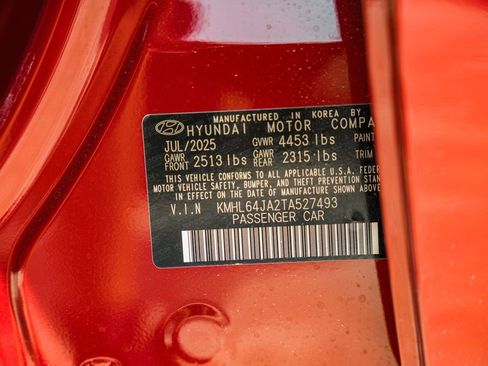 MANUFACTURED IN KOREA BY
HYUNDAI MOTOR COMPA
JUL/2025 GVWR 4453 lbs PAINT
GAWR FRONT 2513 lbs GAWR REAR 2315 lbs TRIM
THIS VEHICLE CONFORMS TO ALL APPLICABLE U.S.A. FEDER
MOTOR VEHICLE SAFETY, BUMPER, AND THEFT PREVENTION
IN EFFECT ON THE DATE OF MANUFACTURE SHOWN ABOVE.
V.I.N KMHL64JA2TA527493
PASSENGER CAR